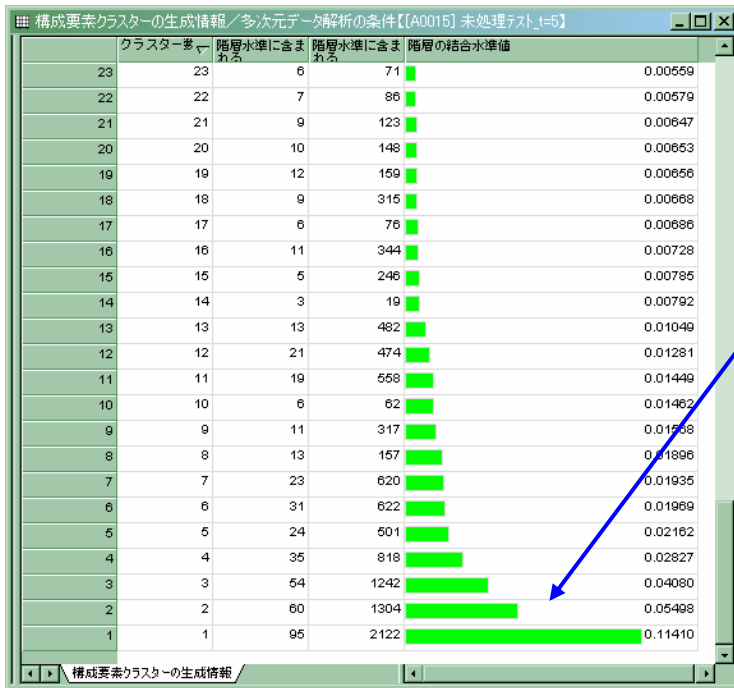 構成要素クラスターの生成情報／多次元データ解析の条件【[A0015] 未処理テスト_t=5】
クラスター数 階層水準に含まれる 階層水準に含まれる 階層の結合水準値
23 23 6 71 0.00559
22 22 7 86 0.00579
21 21 9 123 0.00647
20 20 10 148 0.00653
19 19 12 159 0.00656
18 18 9 315 0.00668
17 17 6 76 0.00686
16 16 11 344 0.00728
15 15 5 246 0.00785
14 14 3 19 0.00792
13 13 13 482 0.01049
12 12 21 474 0.01281
11 11 19 558 0.01449
10 10 6 62 0.01462
9 9 11 317
8 8 13 157 0.01896
7 7 23 620 0.01935
6 6 31 622 0.01969
5 5 24 501 0.02162
4 4 35 818 0.02827
3 3 54 1242 0.04080
2 2 60 1304 0.05498
1 1 95 2122 0.11410
構成要素クラスターの生成情報